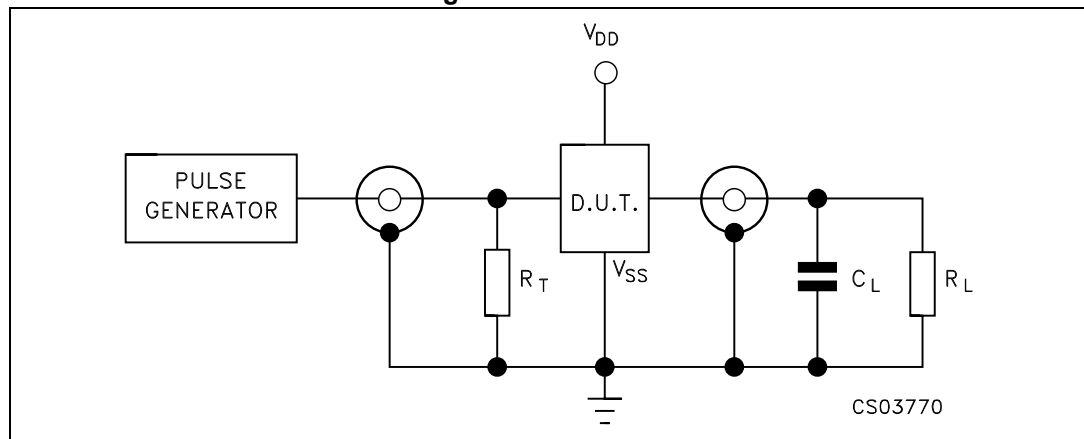 V_DD
PULSE
GENERATOR
D.U.T.
V_SS
R_T
C_L
R_L
CS03770